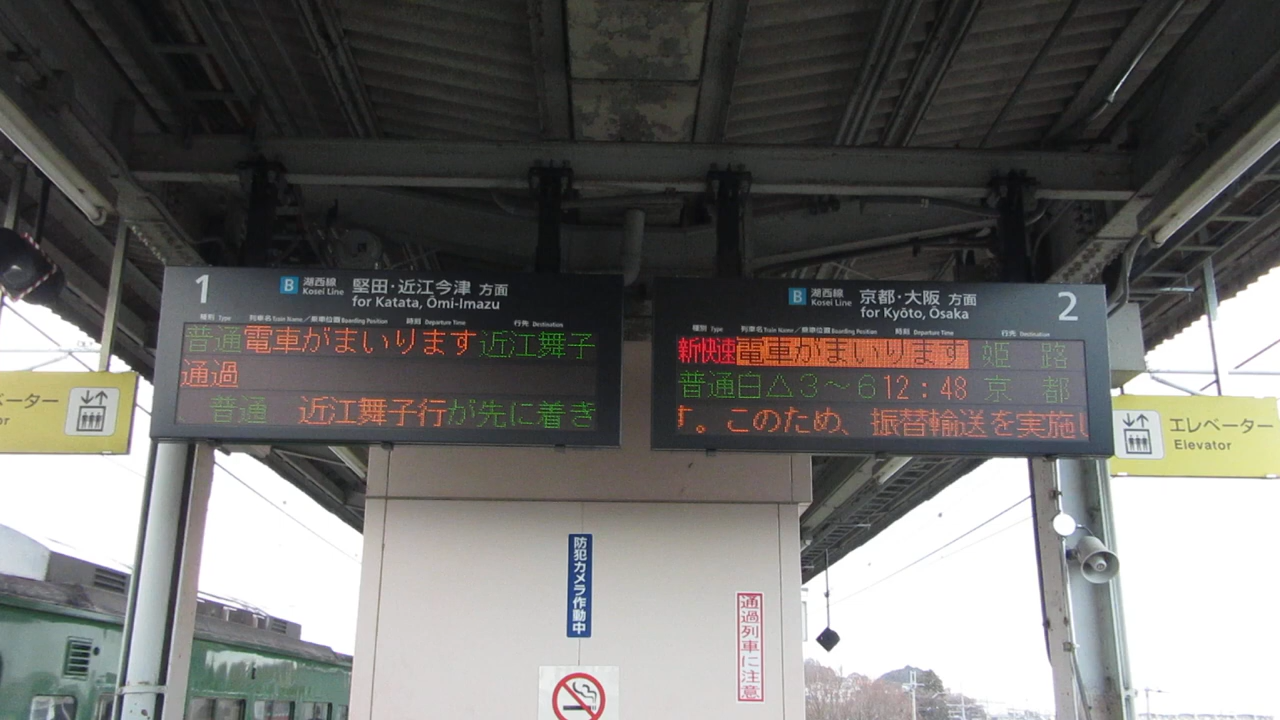 1
B 湖西線 Kosei Line
堅田・近江今津 方面
for Katata, Ōmi-Imazu
種別 Type 列車名 Train Name／乗車位置 Boarding Position 時刻 Departure Time 行先 Destination
普通 電車がまいります 近江舞子
通過
普通 近江舞子行が先に着き
B 湖西線 Kosei Line
京都・大阪 方面
for Kyōto, Ōsaka
2
種別 Type 列車名 Train Name／乗車位置 Boarding Position 時刻 Departure Time 行先 Destination
新快速 電車がまいります 姫 路
普通 白△3～6 12:48 京 都
す。このため、振替輸送を実施し
ベーター
or
エレベーター
Elevator
防犯カメラ作動中
通過列車に注意